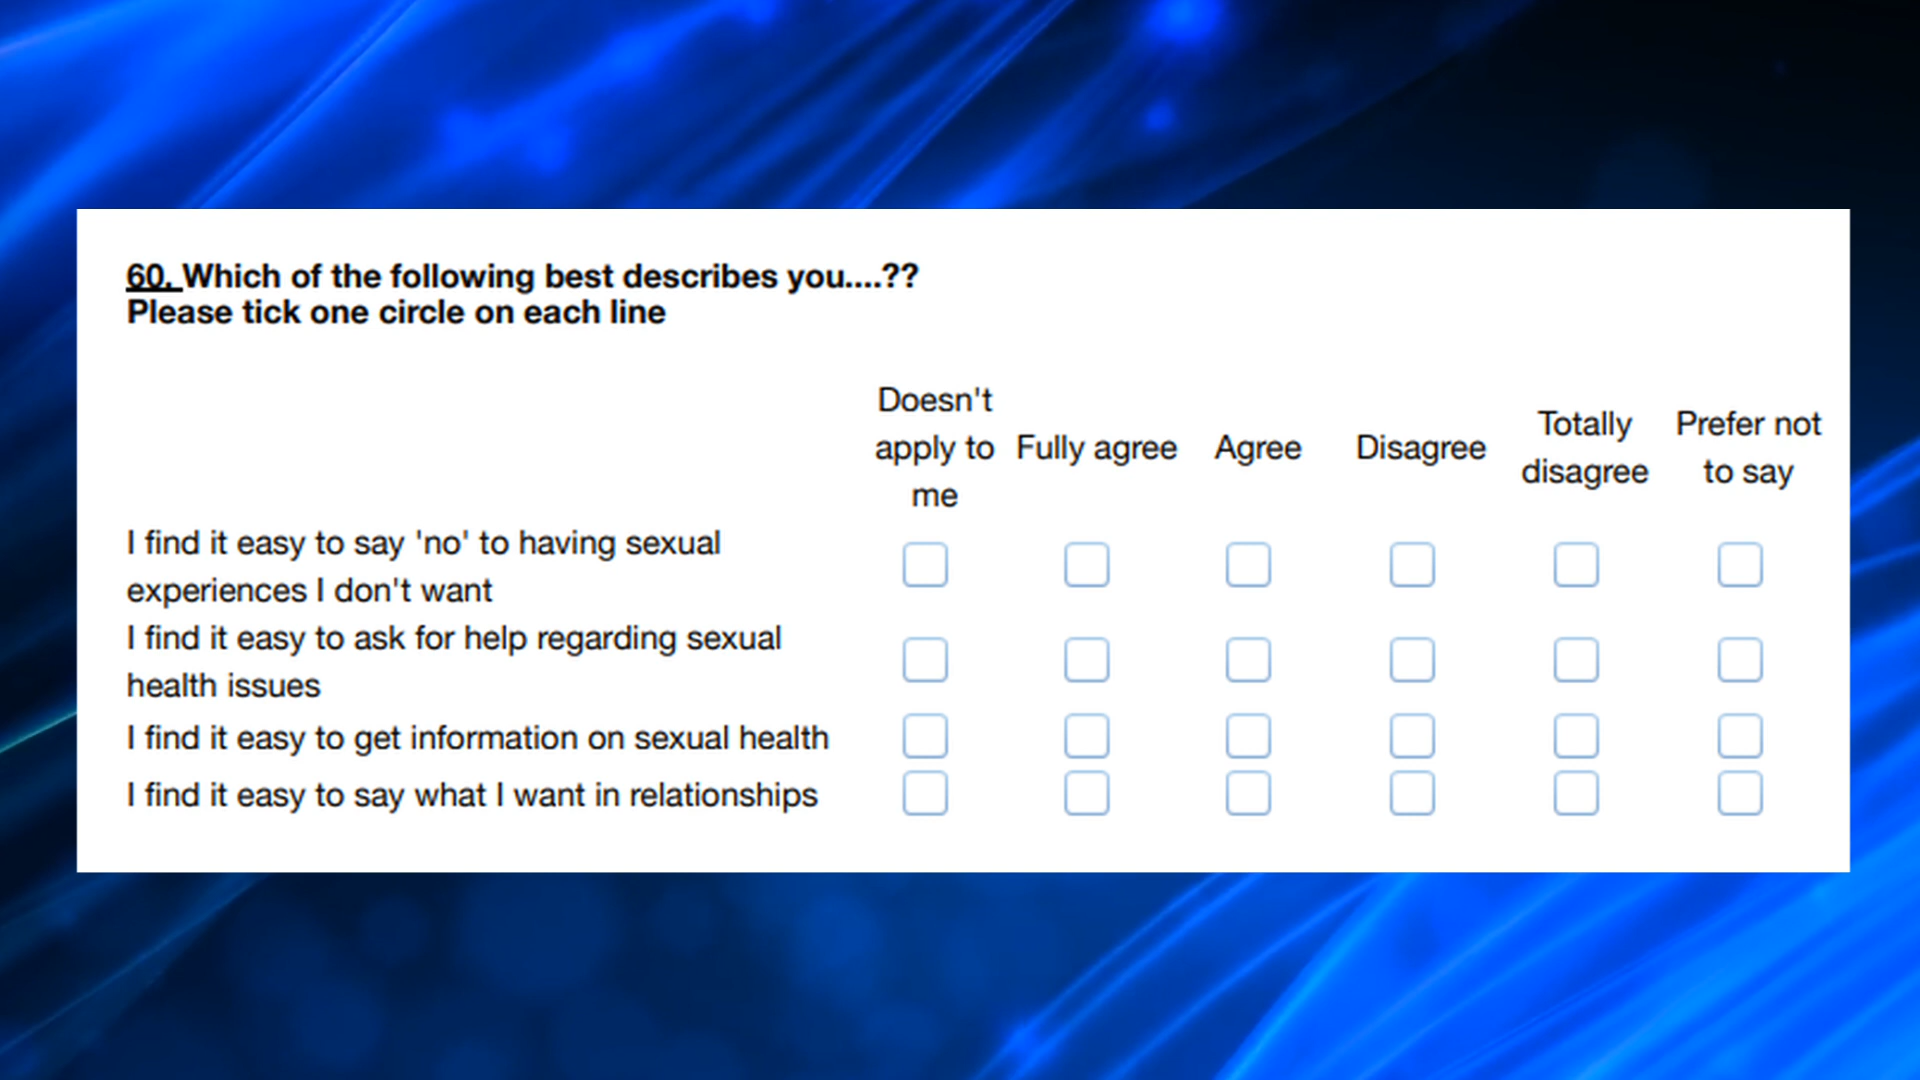 60. Which of the following best describes you....??
Please tick one circle on each line
Doesn't
apply to
me
Fully agree
Agree
Disagree
Totally
disagree
Prefer not
to say
I find it easy to say 'no' to having sexual
experiences I don't want
I find it easy to ask for help regarding sexual
health issues
I find it easy to get information on sexual health
I find it easy to say what I want in relationships